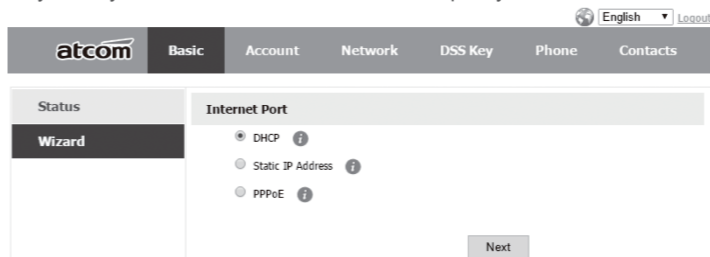 English Logout
atcom Basic Account Network DSS Key Phone Contacts
Status
Wizard
Internet Port
DHCP
Static IP Address
PPPoE
Next